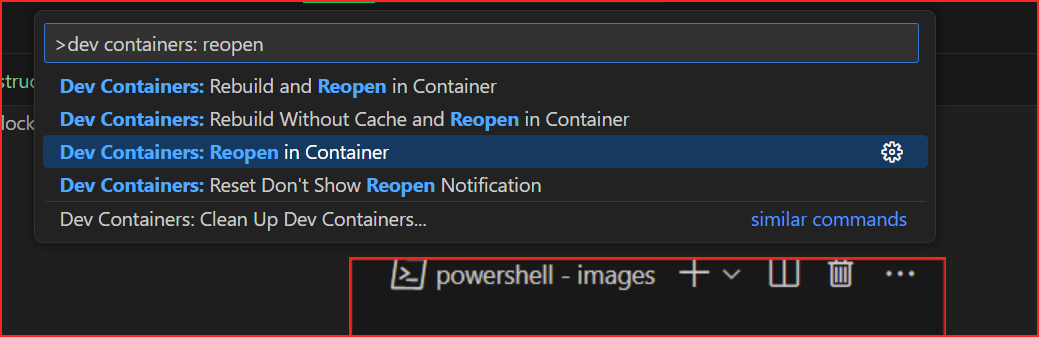 >dev containers: reopen
Dev Containers: Rebuild and Reopen in Container
Dev Containers: Rebuild Without Cache and Reopen in Container
Dev Containers: Reopen in Container
Dev Containers: Reset Don't Show Reopen Notification
Dev Containers: Clean Up Dev Containers... similar commands
struc
lock
powershell - images